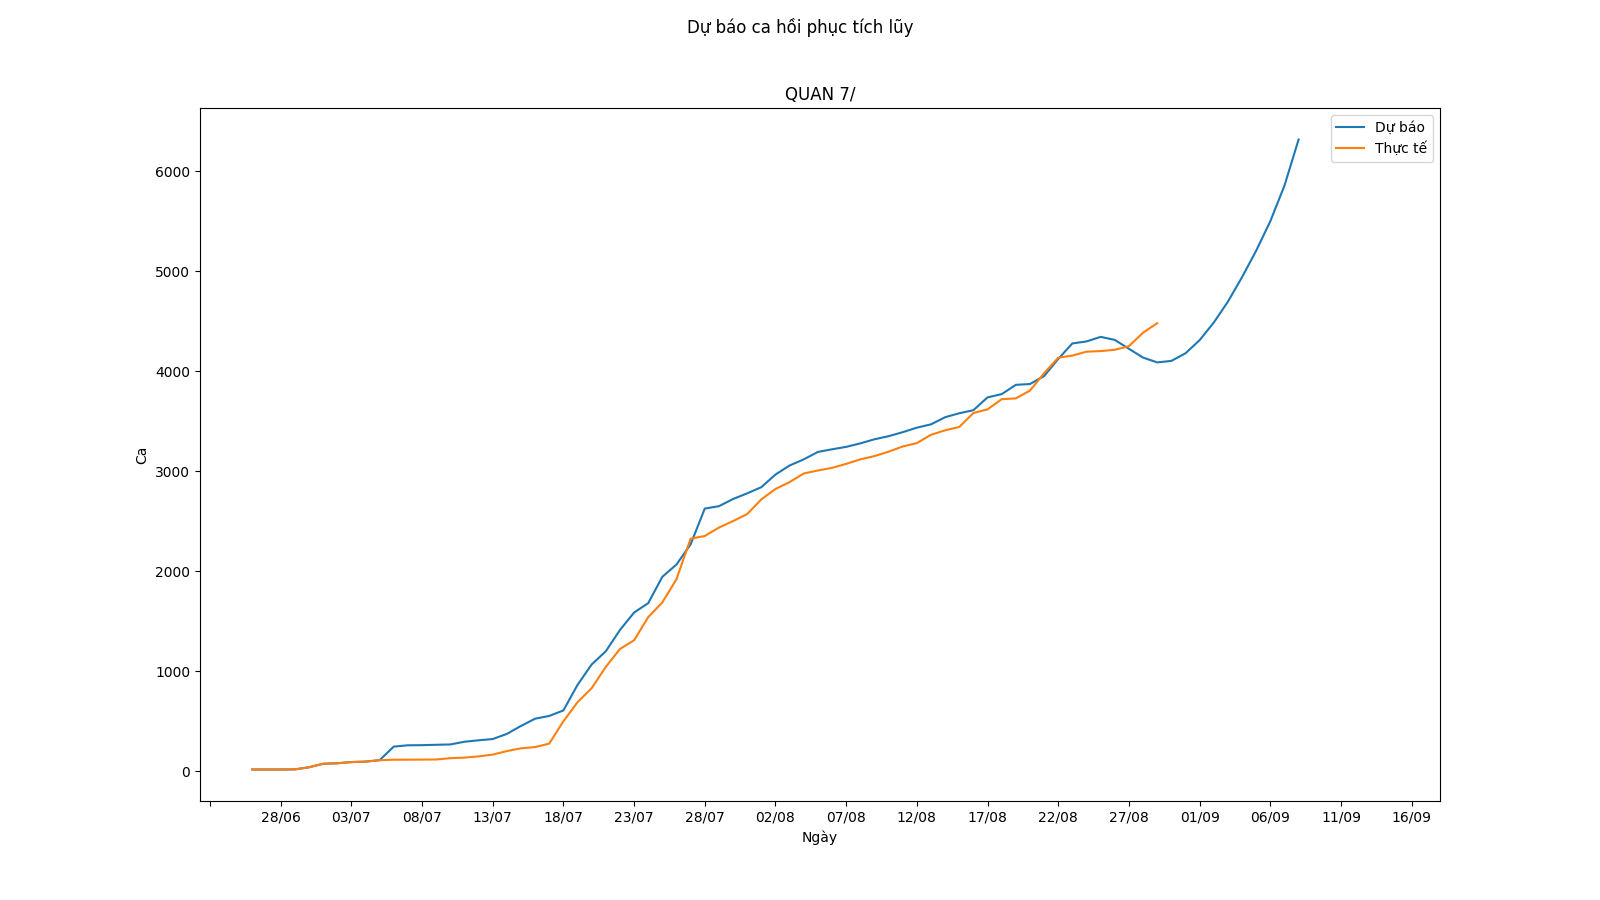 Dự báo ca hồi phục tích lũy
QUAN 7/
Dự báo
Thực tế
6000
5000
4000
3000
2000
1000
0
Ca
28/06 03/07 08/07 13/07 18/07 23/07 28/07 02/08 07/08 12/08 17/08 22/08 27/08 01/09 06/09 11/09 16/09
Ngày